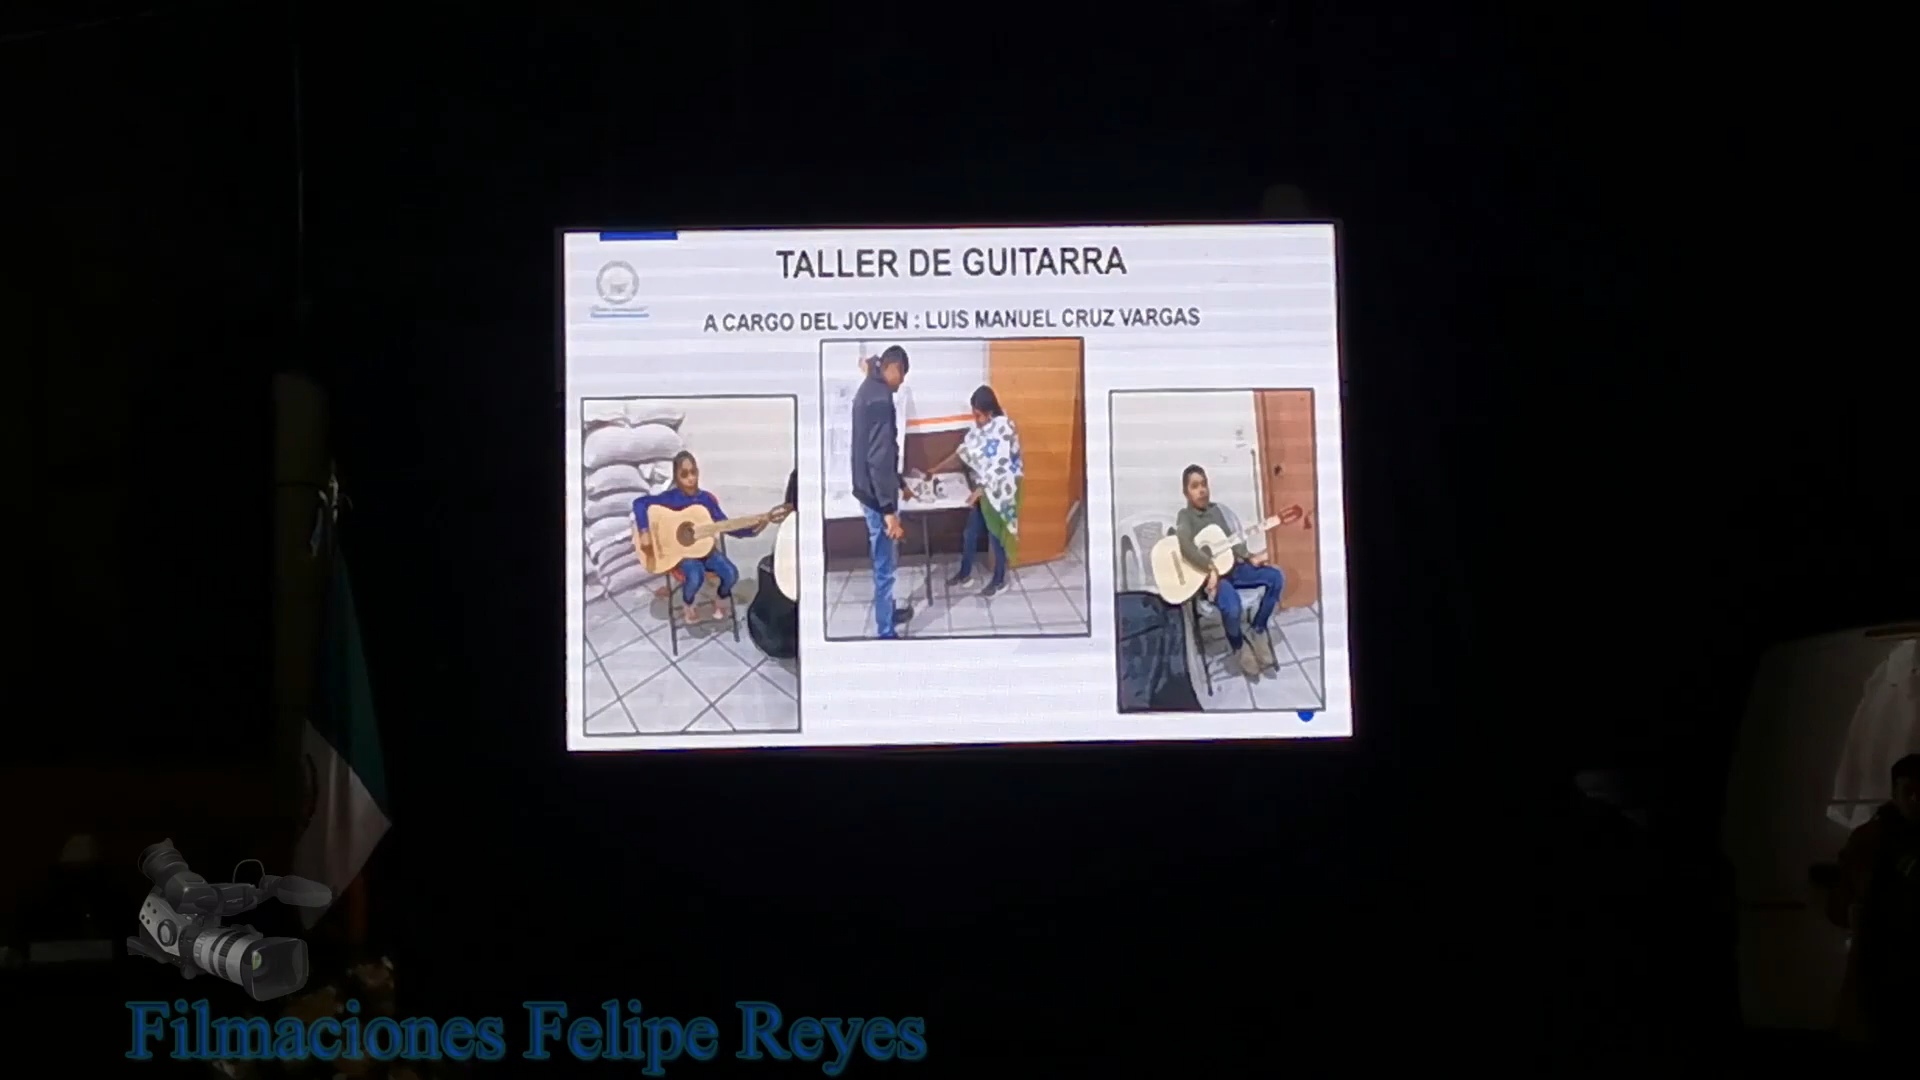 TALLER DE GUITARRA
A CARGO DEL JOVEN : LUIS MANUEL CRUZ VARGAS
Filmaciones Felipe Reyes